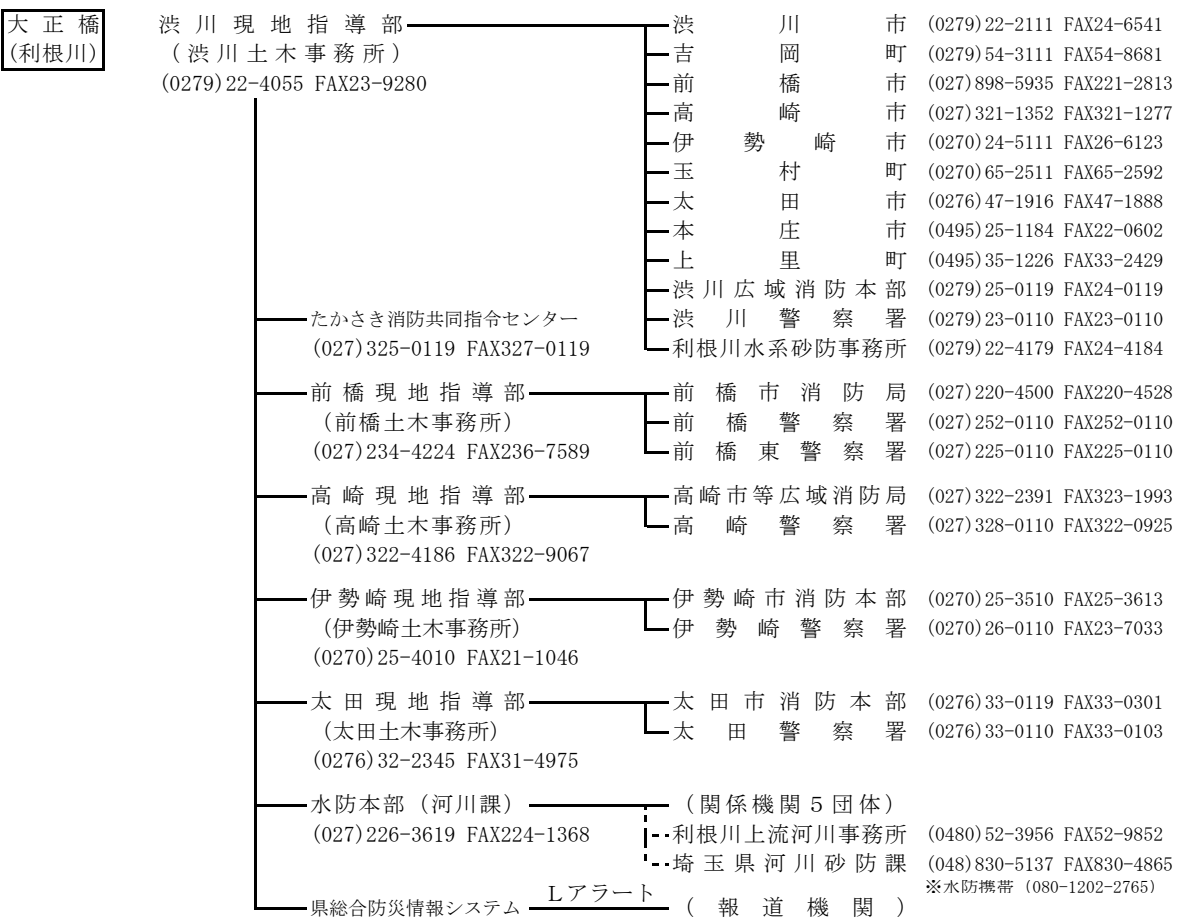 大正橋 渋川現地指導部 渋川市 (0279)22-2111 FAX24-6541
(利根川) （渋川土木事務所） 吉岡町 (0279)54-3111 FAX54-8681
(0279)22-4055 FAX23-9280 前橋市 (027)898-5935 FAX221-2813
高崎市 (027)321-1352 FAX321-1277
伊勢崎市 (0270)24-5111 FAX26-6123
玉村町 (0270)65-2511 FAX65-2592
太田市 (0276)47-1916 FAX47-1888
本庄市 (0495)25-1184 FAX22-0602
上里町 (0495)35-1226 FAX33-2429
渋川広域消防本部 (0279)25-0119 FAX24-0119
たかさき消防共同指令センター 渋川警察署 (0279)23-0110 FAX23-0110
(027)325-0119 FAX327-0119 利根川水系砂防事務所 (0279)22-4179 FAX24-4184
前橋現地指導部 前橋市消防局 (027)220-4500 FAX220-4528
（前橋土木事務所） 前橋警察署 (027)252-0110 FAX252-0110
(027)234-4224 FAX236-7589 前橋東警察署 (027)225-0110 FAX225-0110
高崎現地指導部 高崎市等広域消防局 (027)322-2391 FAX323-1993
（高崎土木事務所） 高崎警察署 (027)328-0110 FAX322-0925
(027)322-4186 FAX322-9067
伊勢崎現地指導部 伊勢崎市消防本部 (0270)25-3510 FAX25-3613
（伊勢崎土木事務所） 伊勢崎警察署 (0270)26-0110 FAX23-7033
(0270)25-4010 FAX21-1046
太田現地指導部 太田市消防本部 (0276)33-0119 FAX33-0301
（太田土木事務所） 太田警察署 (0276)33-0110 FAX33-0103
(0276)32-2345 FAX31-4975
水防本部（河川課） （関係機関５団体）
(027)226-3619 FAX224-1368 利根川上流河川事務所 (0480)52-3956 FAX52-9852
埼玉県河川砂防課 (048)830-5137 FAX830-4865
※水防携帯（080-1202-2765）
Ｌアラート
県総合防災情報システム （報道機関）